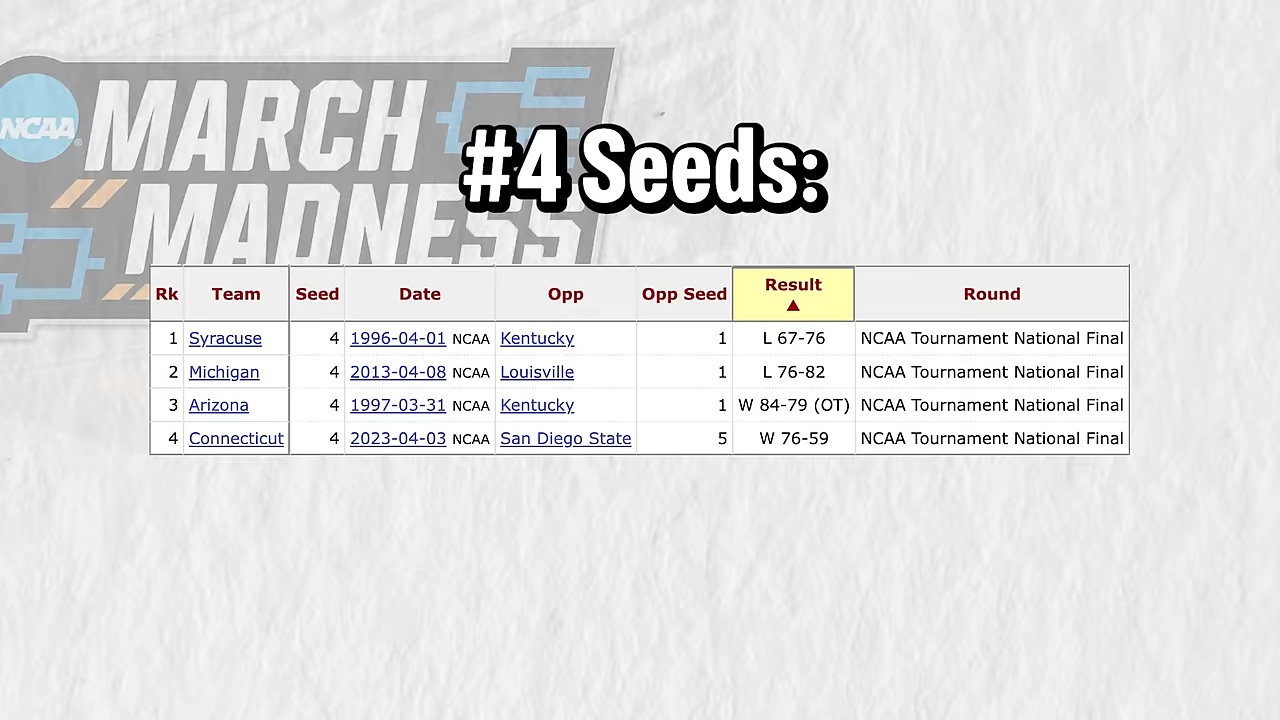 NCAA
MARCH
MADNESS
#4 Seeds:
Rk Team Seed Date Opp Opp Seed Result ▲ Round
1 Syracuse 4 1996-04-01 NCAA Kentucky 1 L 67-76 NCAA Tournament National Final
2 Michigan 4 2013-04-08 NCAA Louisville 1 L 76-82 NCAA Tournament National Final
3 Arizona 4 1997-03-31 NCAA Kentucky 1 W 84-79 (OT) NCAA Tournament National Final
4 Connecticut 4 2023-04-03 NCAA San Diego State 5 W 76-59 NCAA Tournament National Final